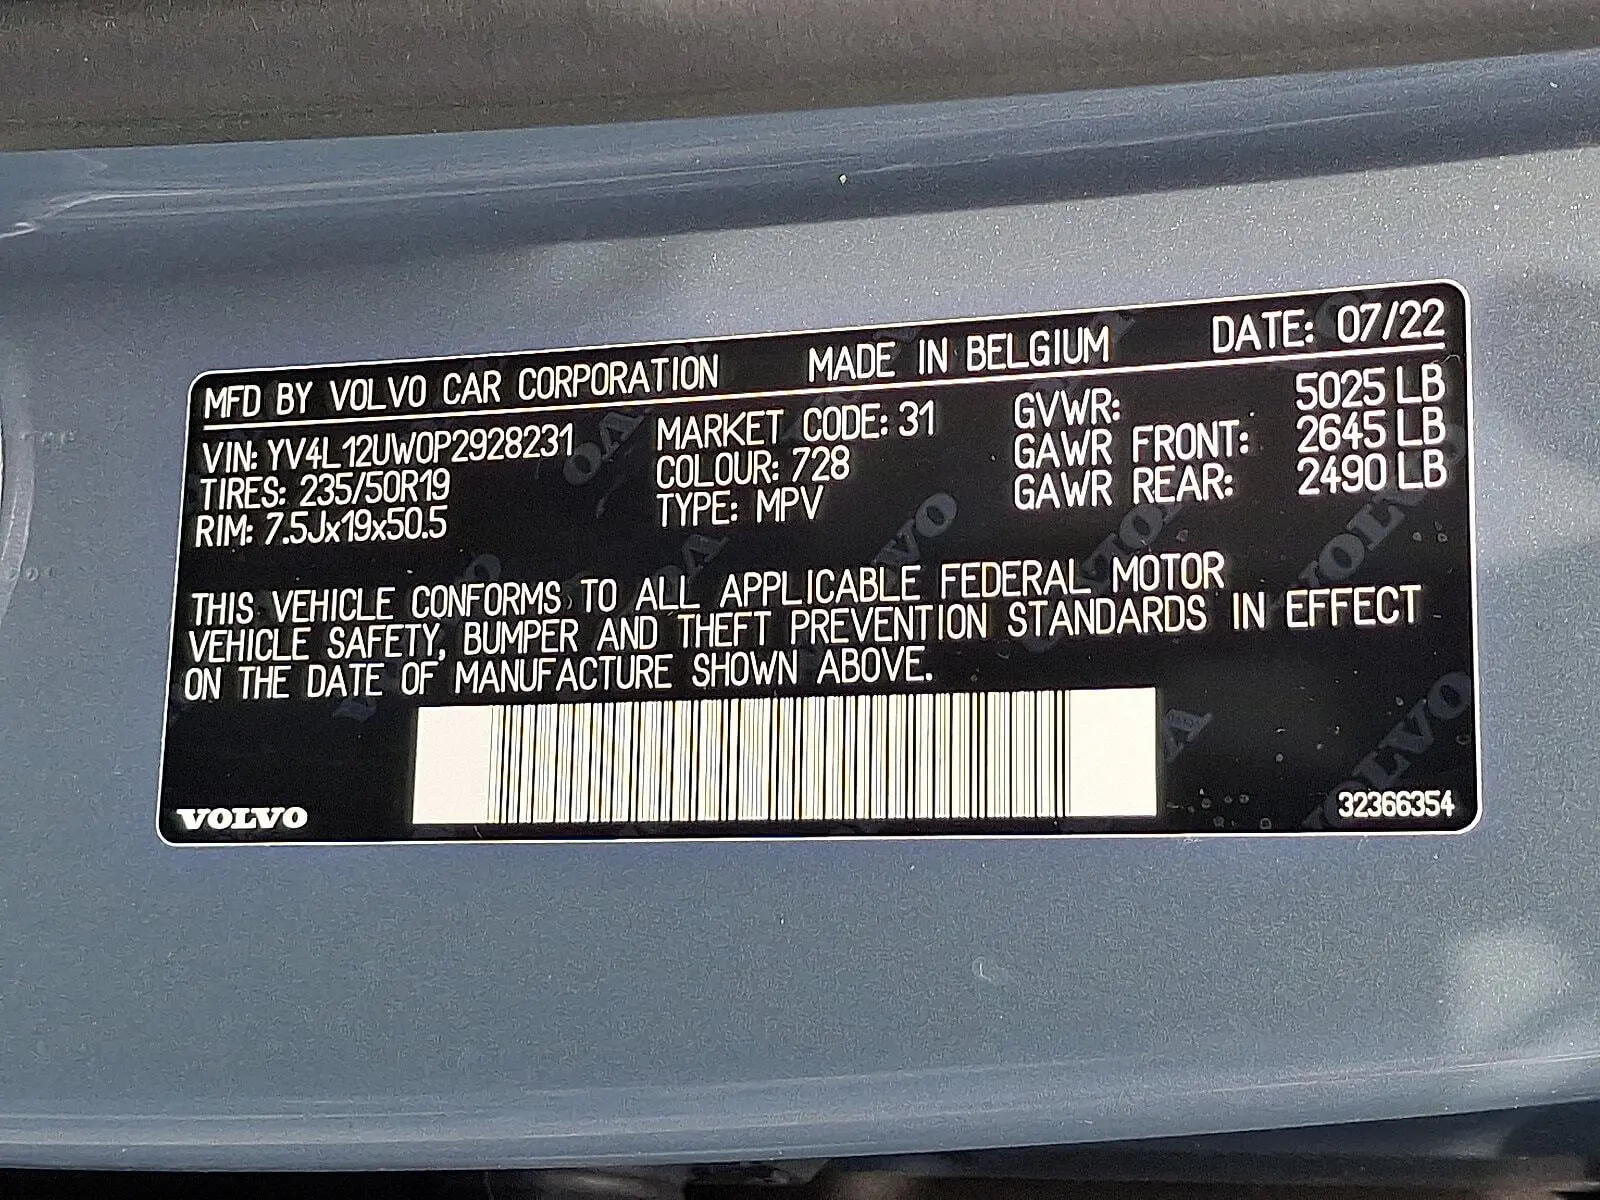 MFD BY VOLVO CAR CORPORATION MADE IN BELGIUM DATE: 07/22
VIN: YV4L12UW0P2928231 MARKET CODE: 31 GVWR: 5025 LB
TIRES: 235/50R19 COLOUR: 728 GAWR FRONT: 2645 LB
RIM: 7.5Jx19x50.5 TYPE: MPV GAWR REAR: 2490 LB
THIS VEHICLE CONFORMS TO ALL APPLICABLE FEDERAL MOTOR
VEHICLE SAFETY, BUMPER AND THEFT PREVENTION STANDARDS IN EFFECT
ON THE DATE OF MANUFACTURE SHOWN ABOVE.
VOLVO 32366354